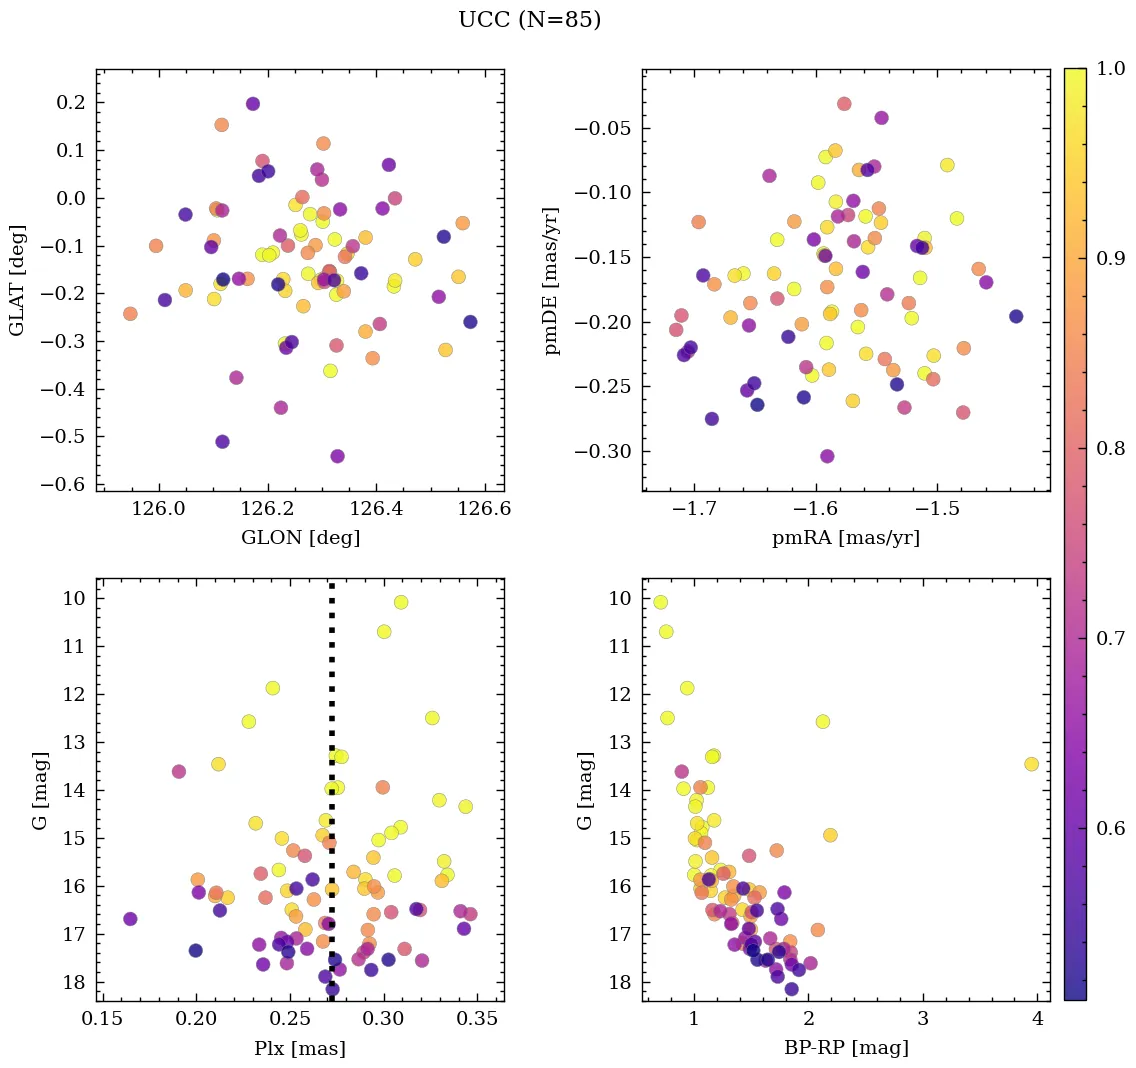 UCC (N=85)
0.2
0.1
0.0
−0.1
−0.2
−0.3
−0.4
−0.5
−0.6
GLAT [deg]
126.0 126.2 126.4 126.6
GLON [deg]
−0.05
−0.10
−0.15
−0.20
−0.25
−0.30
pmDE [mas/yr]
−1.7 −1.6 −1.5
pmRA [mas/yr]
1.0
0.9
0.8
0.7
0.6
10
11
12
13
14
15
16
17
18
G [mag]
0.15 0.20 0.25 0.30 0.35
Plx [mas]
10
11
12
13
14
15
16
17
18
G [mag]
1 2 3 4
BP-RP [mag]